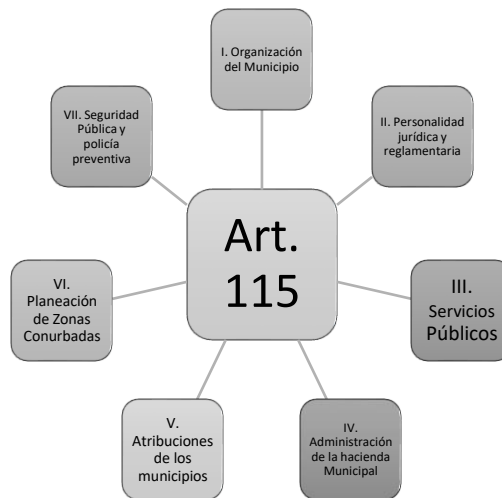 I. Organización
del Municipio
II. Personalidad
jurídica y
reglamentaria
III.
Servicios
Públicos
IV.
Administración
de la hacienda
Municipal
V.
Atribuciones
de los
municipios
VI.
Planeación
de Zonas
Conurbadas
VII. Seguridad
Pública y
policía
preventiva
Art.
115